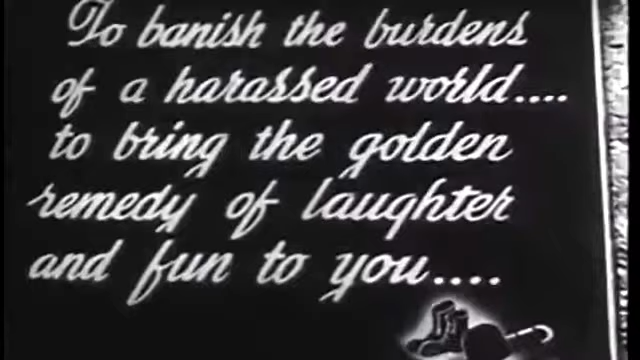 To banish the burdens
of a harassed world....
to bring the golden
remedy of laughter
and fun to you....